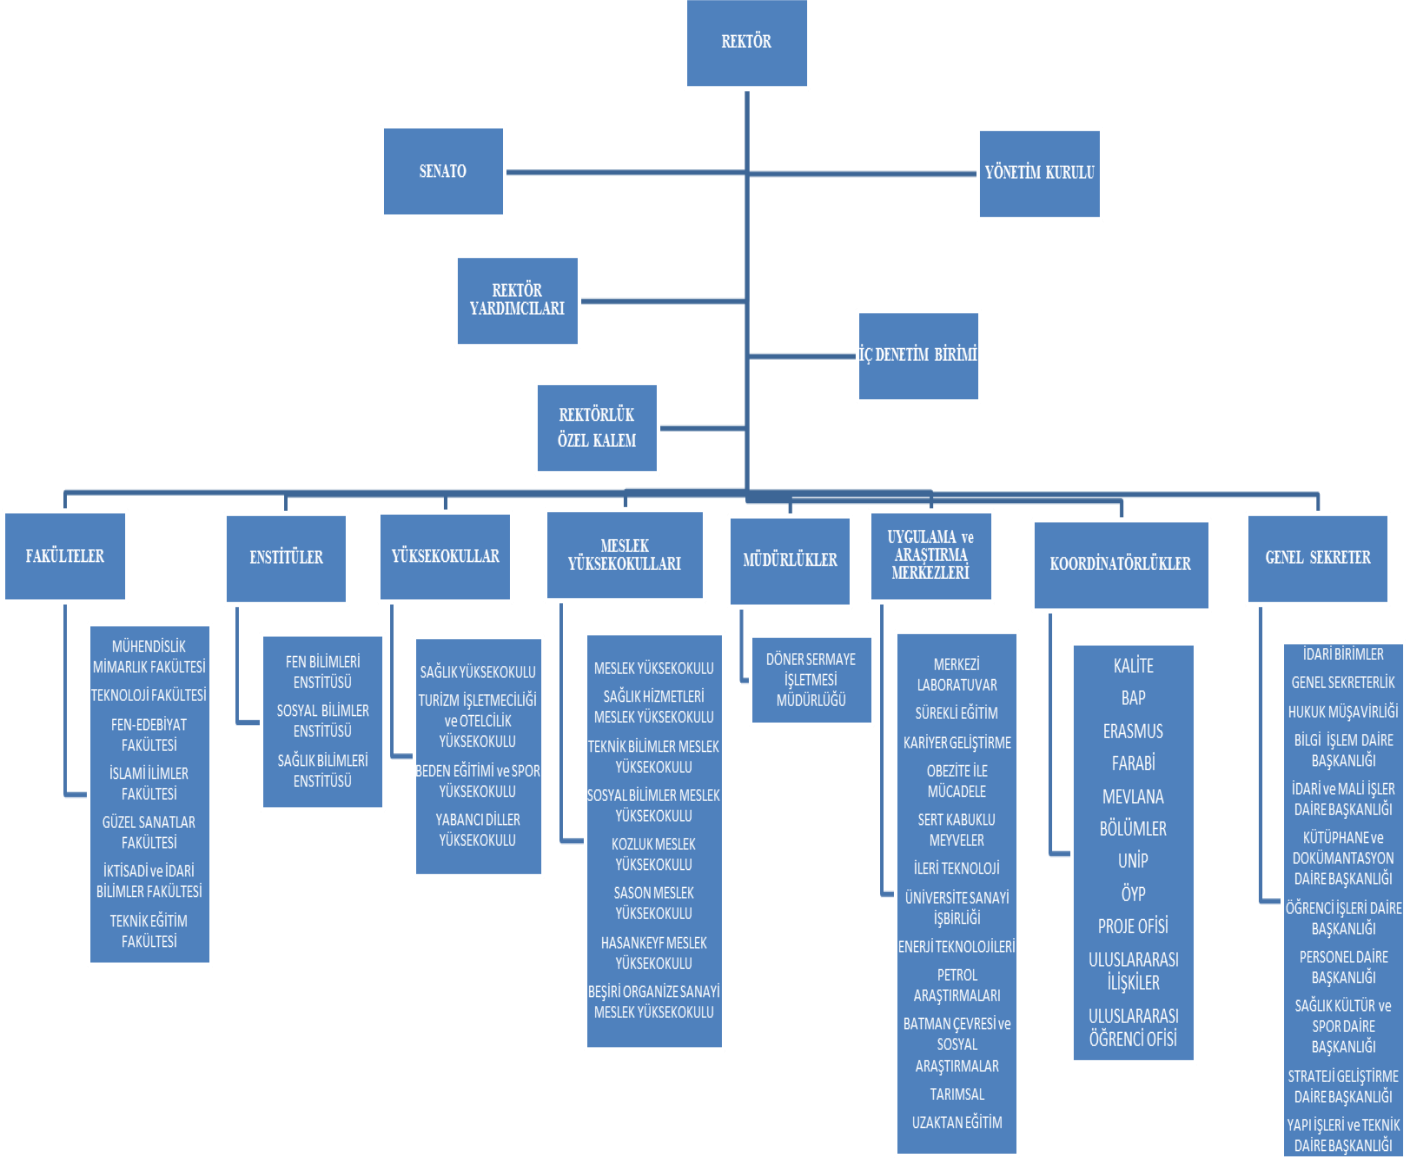 REKTÖR
SENATO
YÖNETİM KURULU
REKTÖR
YARDIMCILARI
İÇ DENETİM BİRİMİ
REKTÖRLÜK
ÖZEL KALEM
FAKÜLTELER
MÜHENDİSLİK
MİMARLIK FAKÜLTESİ
TEKNOLOJİ FAKÜLTESİ
FEN-EDEBİYAT
FAKÜLTESİ
İSLAMİ İLİMLER
FAKÜLTESİ
GÜZEL SANATLAR
FAKÜLTESİ
İKTİSADİ ve İDARİ
BİLİMLER FAKÜLTESİ
TEKNİK EĞİTİM
FAKÜLTESİ
ENSTİTÜLER
FEN BİLİMLERİ
ENSTİTÜSÜ
SOSYAL BİLİMLER
ENSTİTÜSÜ
SAĞLIK BİLİMLERİ
ENSTİTÜSÜ
YÜKSEKOKULLAR
SAĞLIK YÜKSEKOKULU
TURİZM İŞLETMECİLİĞİ
ve OTELCİLİK
YÜKSEKOKULU
BEDEN EĞİTİMİ ve SPOR
YÜKSEKOKULU
YABANCI DİLLER
YÜKSEKOKULU
MESLEK
YÜKSEKOKULLARI
MESLEK YÜKSEKOKULU
SAĞLIK HİZMETLERİ
MESLEK YÜKSEKOKULU
TEKNİK BİLİMLER MESLEK
YÜKSEKOKULU
SOSYAL BİLİMLER MESLEK
YÜKSEKOKULU
KOZLUK MESLEK
YÜKSEKOKULU
SASON MESLEK
YÜKSEKOKULU
HASANKEYF MESLEK
YÜKSEKOKULU
BEŞİRİ ORGANİZE SANAYİ
MESLEK YÜKSEKOKULU
MÜDÜRLÜKLER
DÖNER SERMAYE
İŞLETMESİ
MÜDÜRLÜĞÜ
UYGULAMA ve
ARAŞTIRMA
MERKEZLERİ
MERKEZİ
LABORATUVAR
SÜREKLİ EĞİTİM
KARİYER GELİŞTİRME
OBEZİTE İLE
MÜCADELE
SERT KABUKLU
MEYVELER
İLERİ TEKNOLOJİ
ÜNİVERSİTE SANAYİ
İŞBİRLİĞİ
ENERJİ TEKNOLOJİLERİ
PETROL
ARAŞTIRMALARI
BATMAN ÇEVRESİ ve
SOSYAL
ARAŞTIRMALAR
TARIMSAL
UZAKTAN EĞİTİM
KOORDİNATÖRLÜKLER
KALİTE
BAP
ERASMUS
FARABİ
MEVLANA
BÖLÜMLER
UNİP
ÖYP
PROJE OFİSİ
ULUSLARARASI
İLİŞKİLER
ULUSLARARASI
ÖĞRENCİ OFİSİ
GENEL SEKRETER
İDARİ BİRİMLER
GENEL SEKRETERLİK
HUKUK MÜŞAVİRLİĞİ
BİLGİ İŞLEM DAİRE
BAŞKANLIĞI
İDARİ ve MALİ İŞLER
DAİRE BAŞKANLIĞI
KÜTÜPHANE ve
DOKÜMANTASYON
DAİRE BAŞKANLIĞI
ÖĞRENCİ İŞLERİ DAİRE
BAŞKANLIĞI
PERSONEL DAİRE
BAŞKANLIĞI
SAĞLIK KÜLTÜR ve
SPOR DAİRE
BAŞKANLIĞI
STRATEJİ GELİŞTİRME
DAİRE BAŞKANLIĞI
YAPI İŞLERİ ve TEKNİK
DAİRE BAŞKANLIĞI